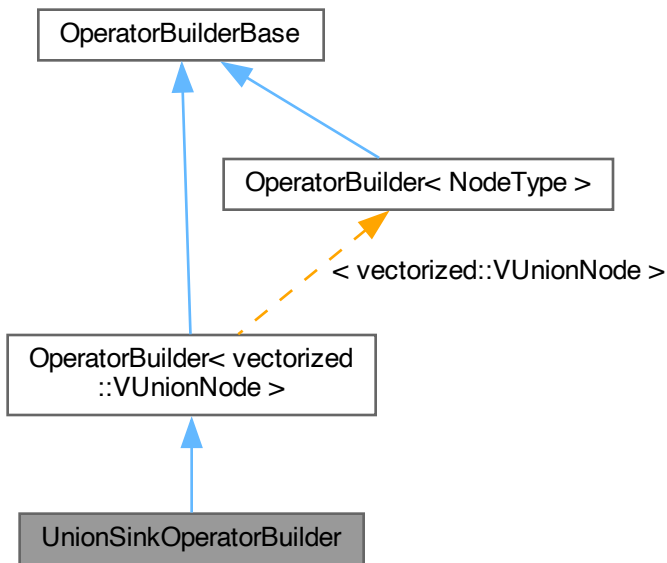 OperatorBuilderBase
OperatorBuilder< NodeType >
< vectorized::VUnionNode >
OperatorBuilder< vectorized
::VUnionNode >
UnionSinkOperatorBuilder